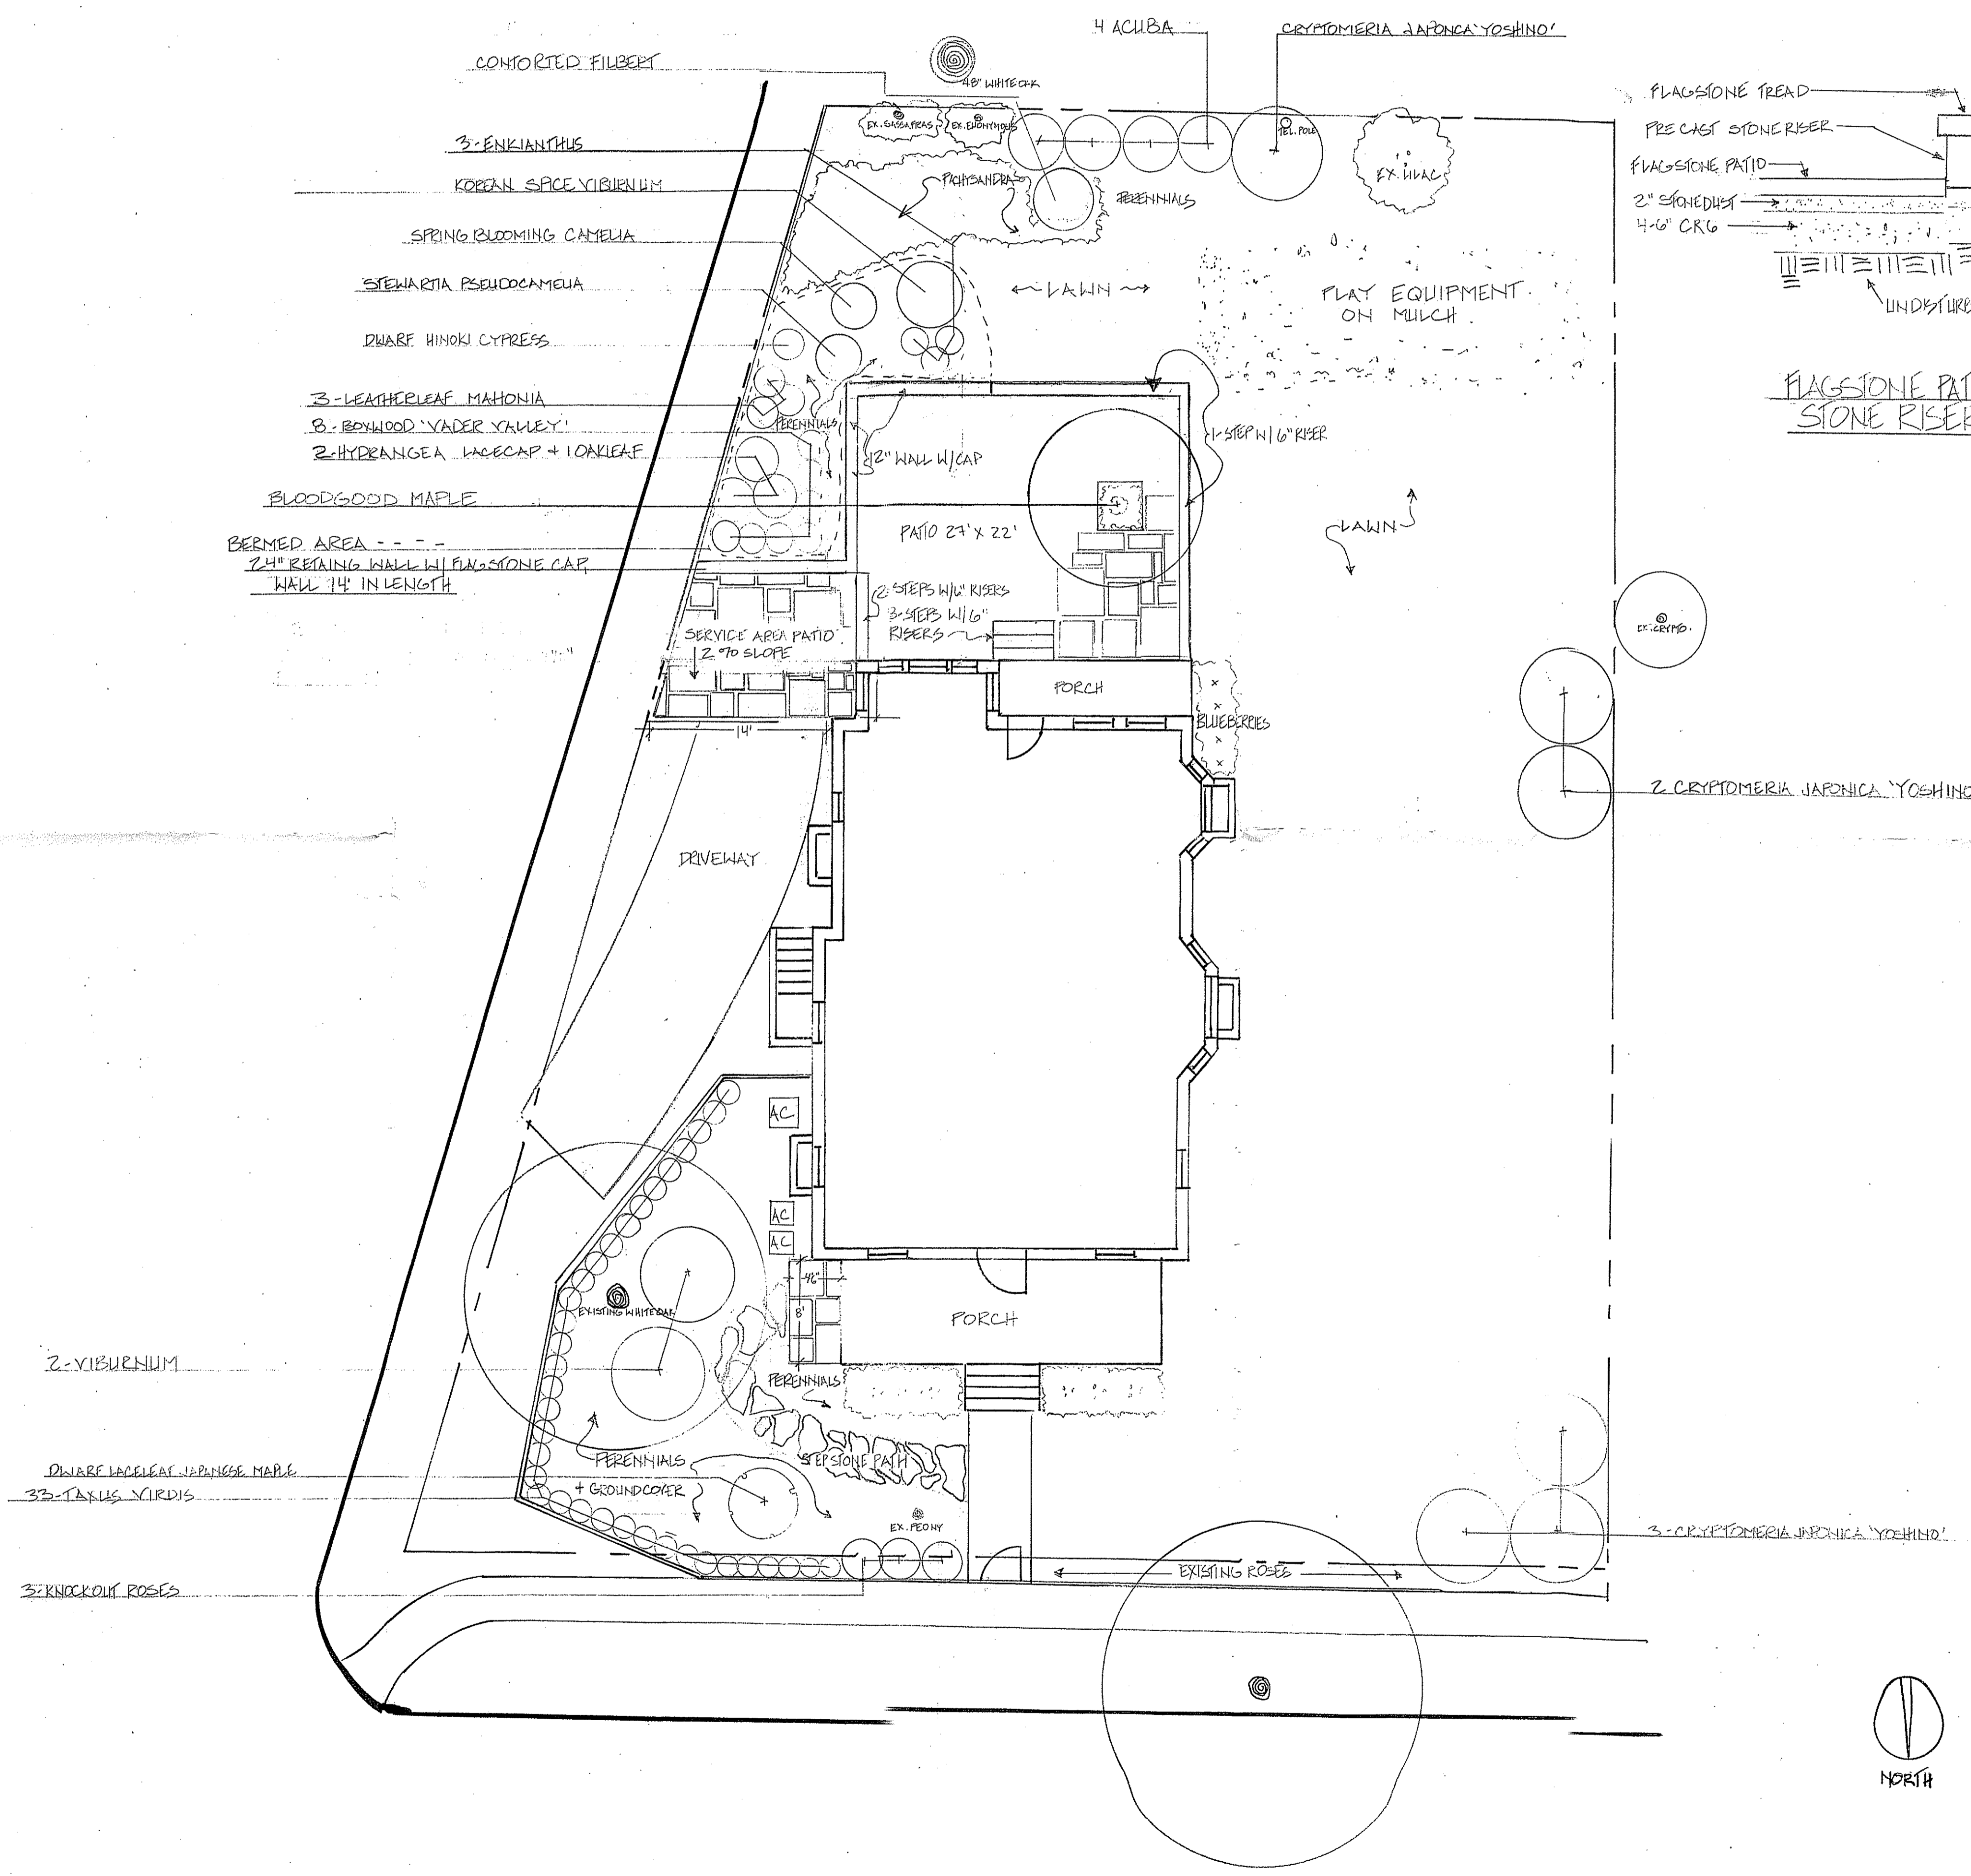 4 ACUBA
CRYPTOMERIA JAPONCA 'YOSHINO'
CONTORTED FILBERT
48" WHITE OAK
FLAGSTONE TREAD
PRECAST STONE RISER
FLAGSTONE PATIO
2" STONEDUST
4-6" CR6
UNDISTURB
FLAGSTONE PAT
STONE RISER
EX. SASSAFRAS
EX. EUONYMOUS
TEL. POLE
EX. LILAC
3-ENKIANTHUS
KOREAN SPICE VIBURNUM
PACHYSANDRA
PERENNIALS
SPRING BLOOMING CAMELIA
STEWARTIA PSEUDOCAMELIA
LAWN
PLAY EQUIPMENT
ON MULCH
DWARF HINOKI CYPRESS
3-LEATHERLEAF MAHONIA
8-BOXWOOD 'VADER VALLEY'
2-HYDRANGEA LACECAP + 1 OAKLEAF
PERENNIALS
12" WALL W/CAP
1-STEP W/ 6" RISER
BLOODGOOD MAPLE
PATIO 27' X 22'
LAWN
BERMED AREA - - - -
24" RETAING WALL W/ FLAGSTONE CAP,
WALL 14' IN LENGTH
2-STEPS W/6" RISERS
3-STEPS W/6"
RISERS
SERVICE AREA PATIO
2% SLOPE
EX. CRYPTO.
PORCH
BLUEBERRIES
14'
2 CRYPTOMERIA JAPONICA 'YOSHINO
DRIVEWAY
AC
AC
AC
EXISTING WHITE OAK
4'6"
8'
PORCH
2-VIBURNUM
PERENNIALS
PERENNIALS
+ GROUNDCOVER
STEPSTONE PATH
DWARF LACELEAF JAPANESE MAPLE
33-TAXUS VIRDIS
EX. PEONY
3-CRYPTOMERIA JAPONICA 'YOSHINO'
EXISTING ROSES
3-KNOCKOUT ROSES
NORTH